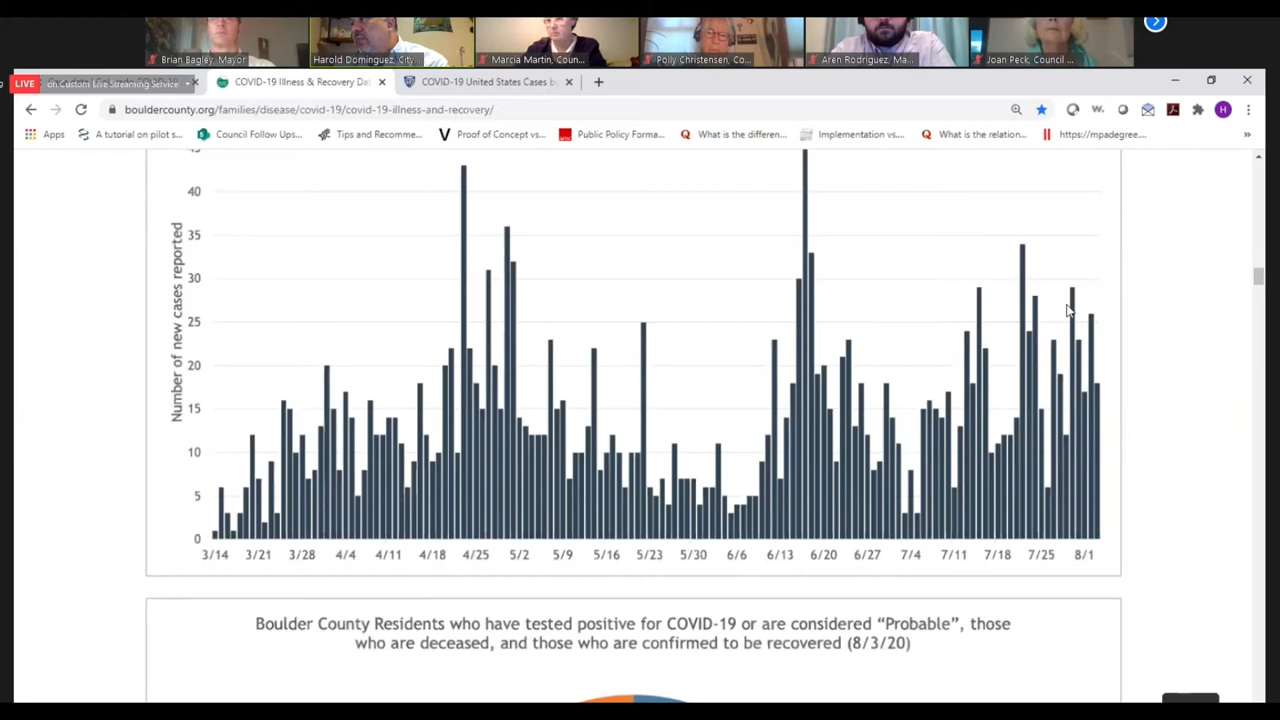 Brian Bagley, Mayor
Harold Dominguez, City...
Marcia Martin, Coun...
Polly Christensen, Co...
Aren Rodriguez, Ma...
Joan Peck, Council ...
LIVE
on Custom Live Streaming Service
COVID-19 Illness & Recovery Dat
COVID-19 United States Cases by
bouldercounty.org/families/disease/covid-19/covid-19-illness-and-recovery/
H
Apps
A tutorial on pilot s...
Council Follow Ups...
Tips and Recomme...
Proof of Concept vs...
Public Policy Forma...
What is the differen...
Implementation vs....
What is the relation...
https://mpadegree....
Number of new cases reported
45
40
35
30
25
20
15
10
5
0
3/14 3/21 3/28 4/4 4/11 4/18 4/25 5/2 5/9 5/16 5/23 5/30 6/6 6/13 6/20 6/27 7/4 7/11 7/18 7/25 8/1
Boulder County Residents who have tested positive for COVID-19 or are considered “Probable”, those
who are deceased, and those who are confirmed to be recovered (8/3/20)